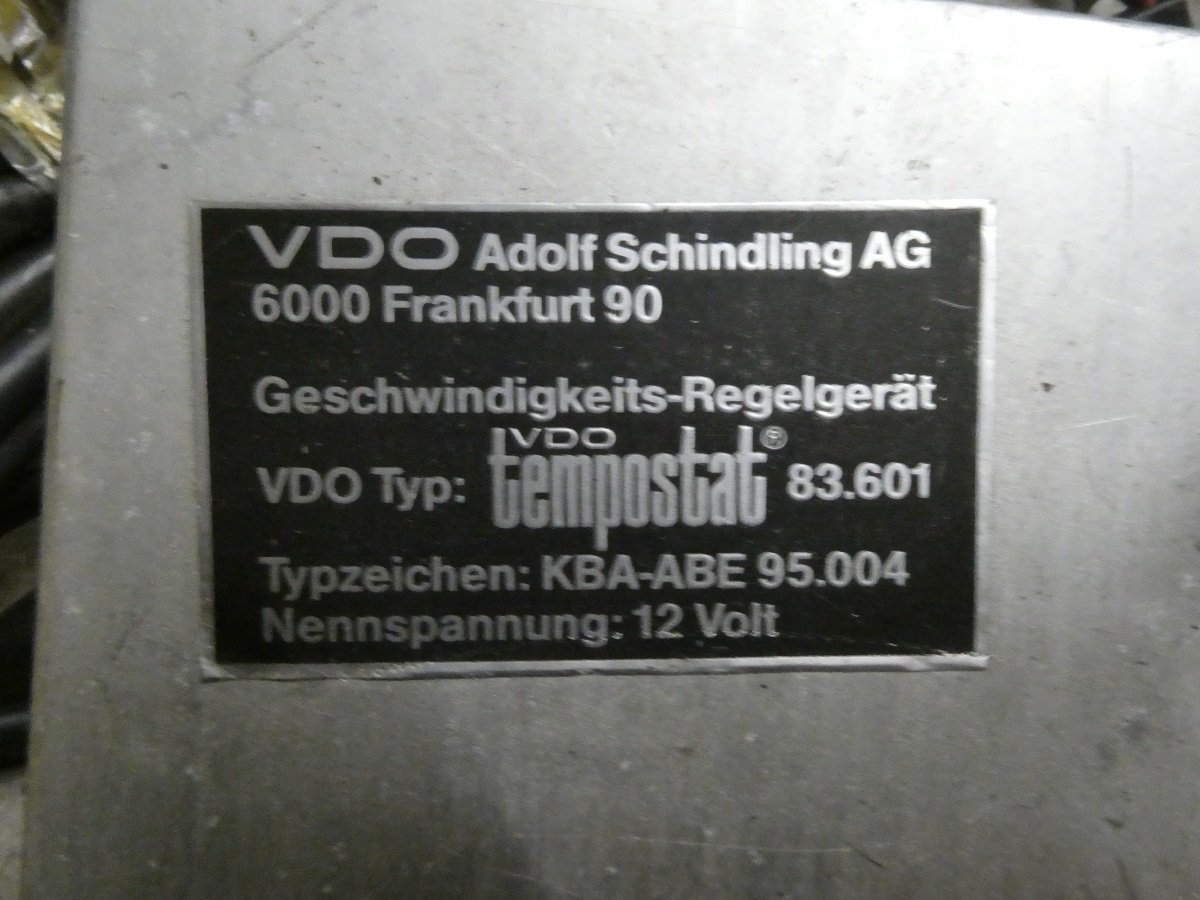 VDO Adolf Schindling AG
6000 Frankfurt 90
Geschwindigkeits-Regelgerät
VDO Typ: VDO tempostat® 83.601
Typzeichen: KBA-ABE 95.004
Nennspannung: 12 Volt